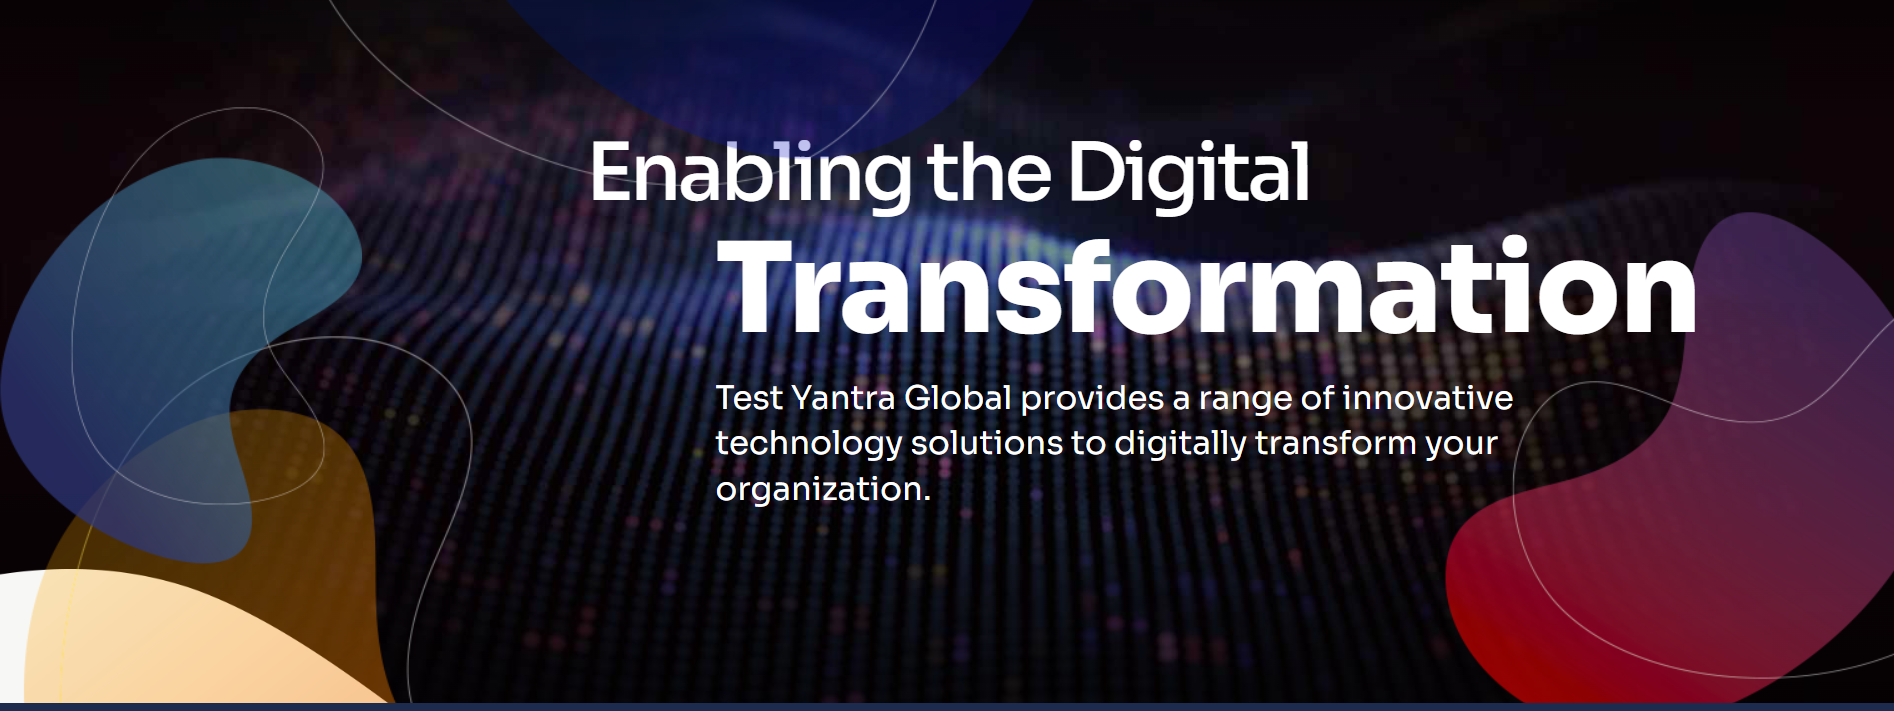 Enabling the Digital
Transformation
Test Yantra Global provides a range of innovative
technology solutions to digitally transform your
organization.